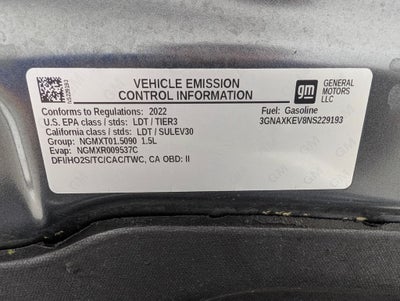 VEHICLE EMISSION
CONTROL INFORMATION
gm
GENERAL
MOTORS
LLC
Conforms to Regulations: 2022
Fuel: Gasoline
U.S. EPA class / stds: LDT / TIER3
3GNAXKEV8NS229193
California class / stds: LDT / SULEV30
Group: NGMXT01.5090 1.5L
Evap: NGMXR009537C
DFI/HO2S/TC/CAC/TWC, CA OBD: II